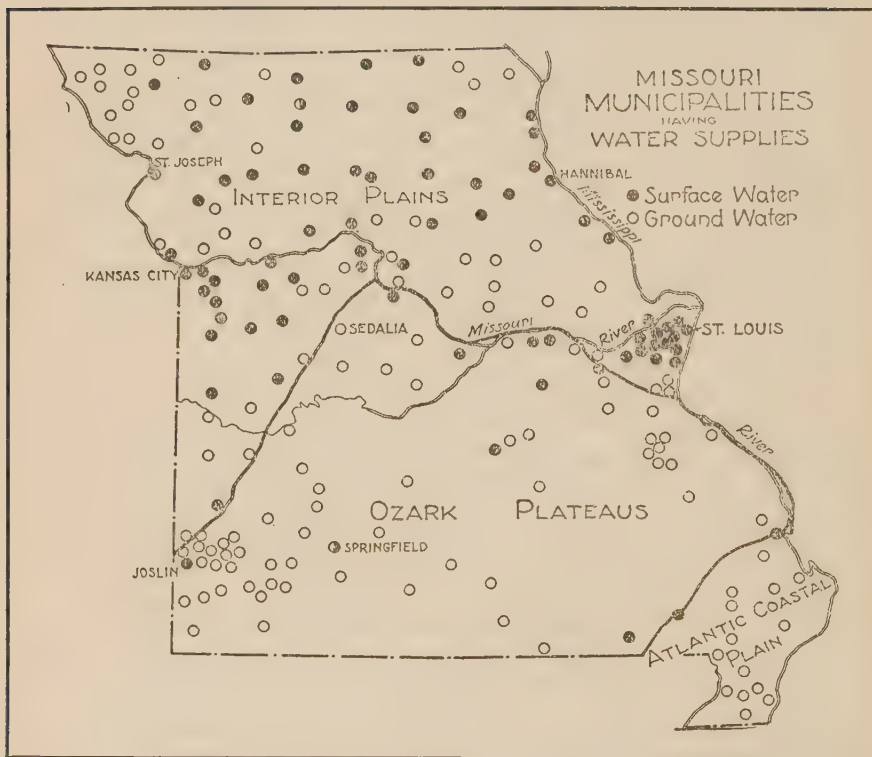 MISSOURI
MUNICIPALITIES
HAVING
WATER SUPPLIES
Surface Water
Ground Water
ST. JOSEPH
HANNIBAL
Mississippi
INTERIOR PLAINS
KANSAS CITY
SEDALIA
Missouri
River
ST. LOUIS
River
OZARK PLATEAUS
SPRINGFIELD
JOSLIN
ATLANTIC COASTAL
PLAIN